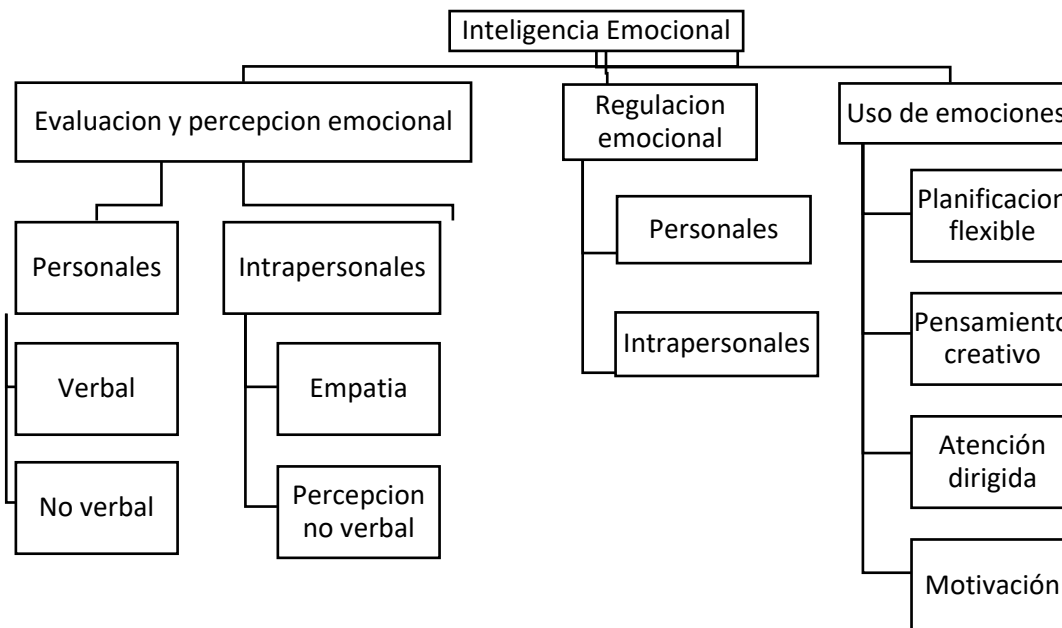 Inteligencia Emocional
Evaluacion y percepcion emocional
Regulacion
emocional
Uso de emociones
Personales
Intrapersonales
Verbal
No verbal
Empatia
Percepcion
no verbal
Personales
Intrapersonales
Planificacion
flexible
Pensamiento
creativo
Atención
dirigida
Motivación